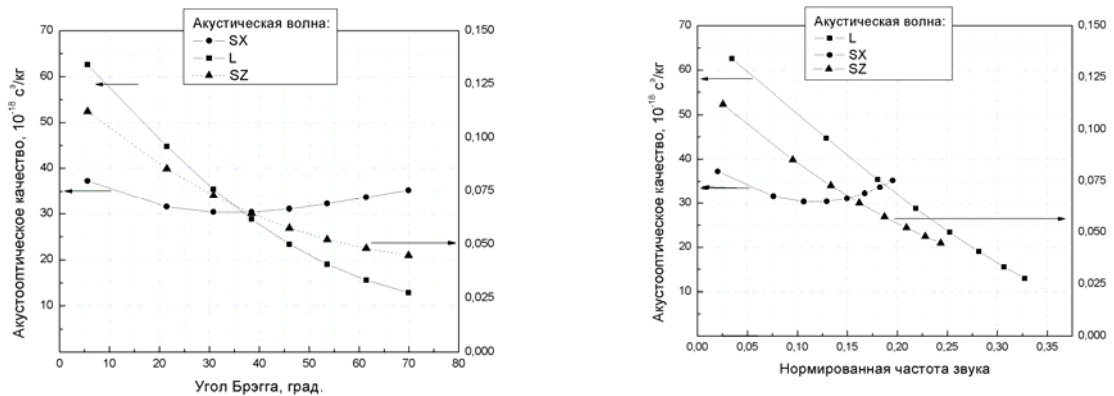 Акустическая волна:
SX
L
SZ
Акустооптическое качество, 10⁻¹⁸ с³/кг
70
60
50
40
30
20
10
0,150
0,125
0,100
0,075
0,050
0,025
0,000
0 10 20 30 40 50 60 70 80
Угол Брэгга, град.
Акустическая волна:
L
SX
SZ
Акустооптическое качество, 10⁻¹⁸ с³/кг
70
60
50
40
30
20
10
0,150
0,125
0,100
0,075
0,050
0,025
0,000
0,00 0,05 0,10 0,15 0,20 0,25 0,30 0,35
Нормированная частота звука